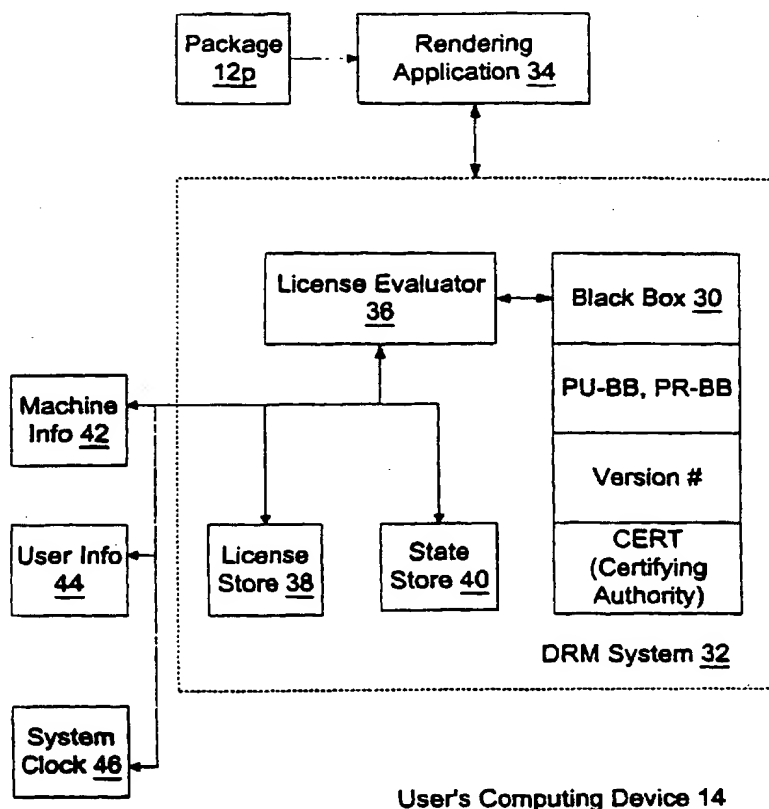 Package
12p
Rendering
Application 34
License Evaluator
36
Black Box 30
PU-BB, PR-BB
Version #
CERT
(Certifying
Authority)
Machine
Info 42
User Info
44
License
Store 38
State
Store 40
DRM System 32
System
Clock 46
User's Computing Device 14